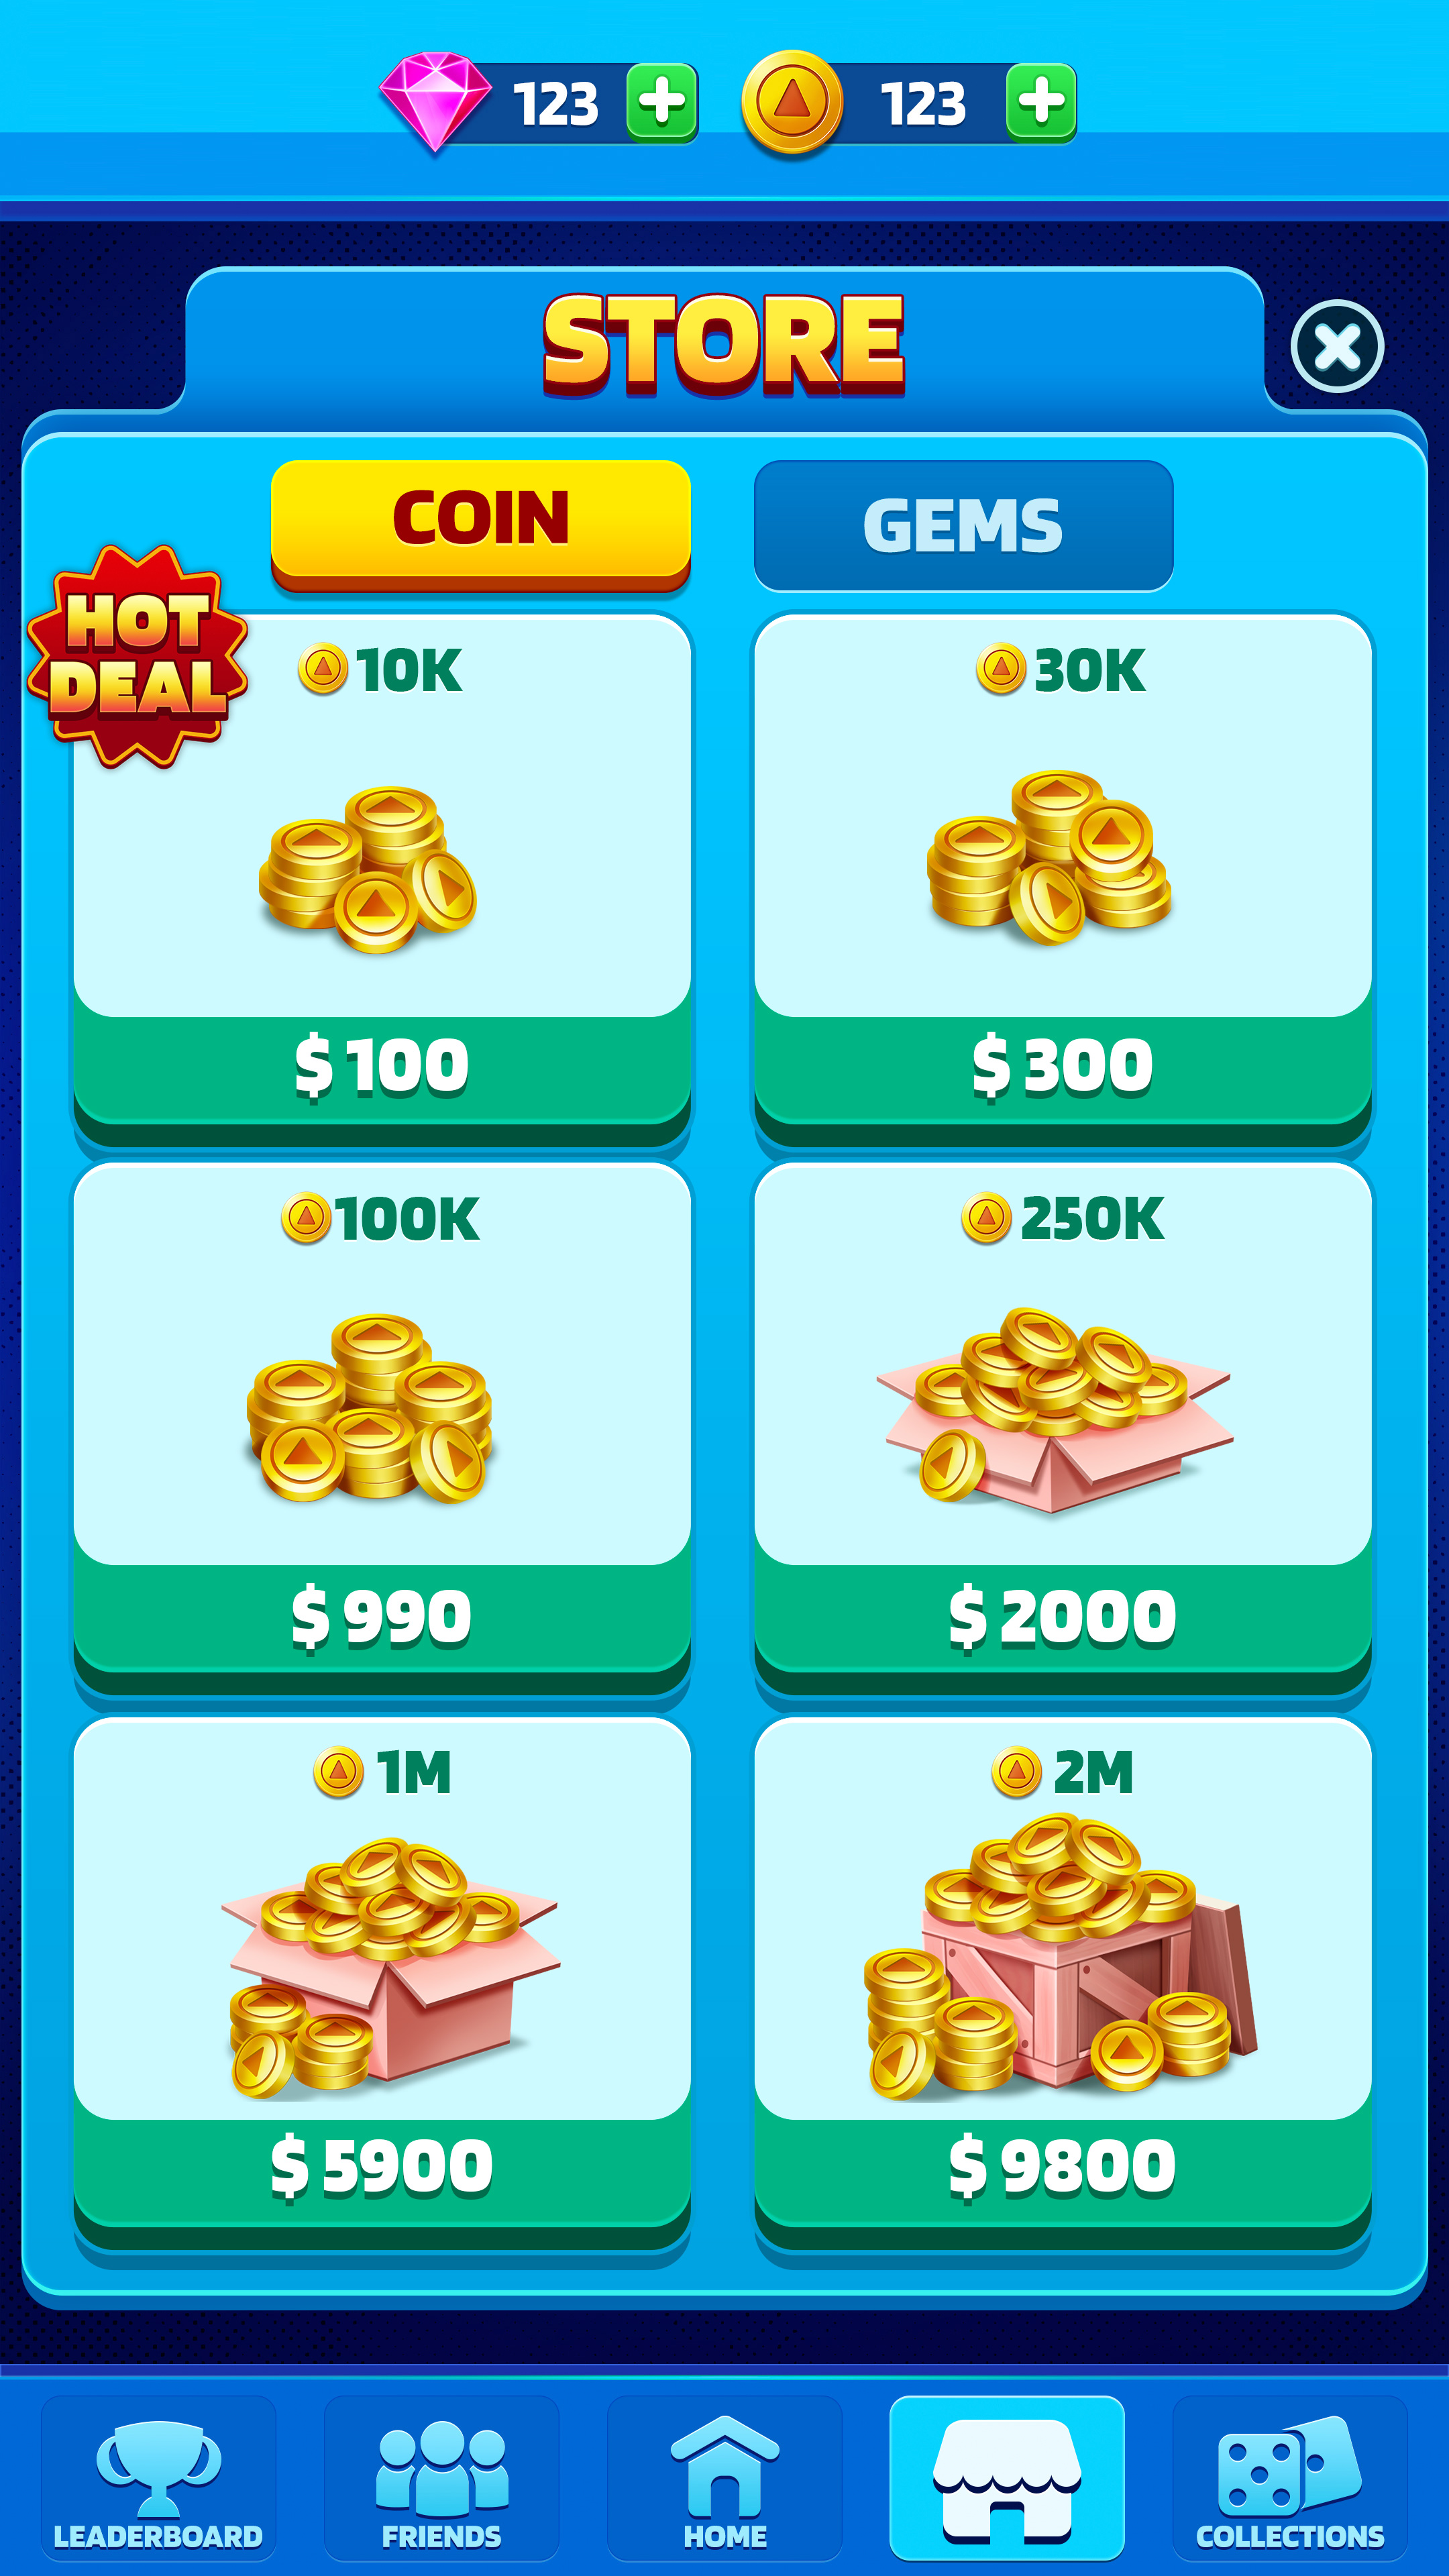 123 123
STORE
COIN GEMS
HOT
DEAL
10K 30K
$ 100 $ 300
100K 250K
$ 990 $ 2000
1M 2M
$ 5900 $ 9800
LEADERBOARD FRIENDS HOME COLLECTIONS